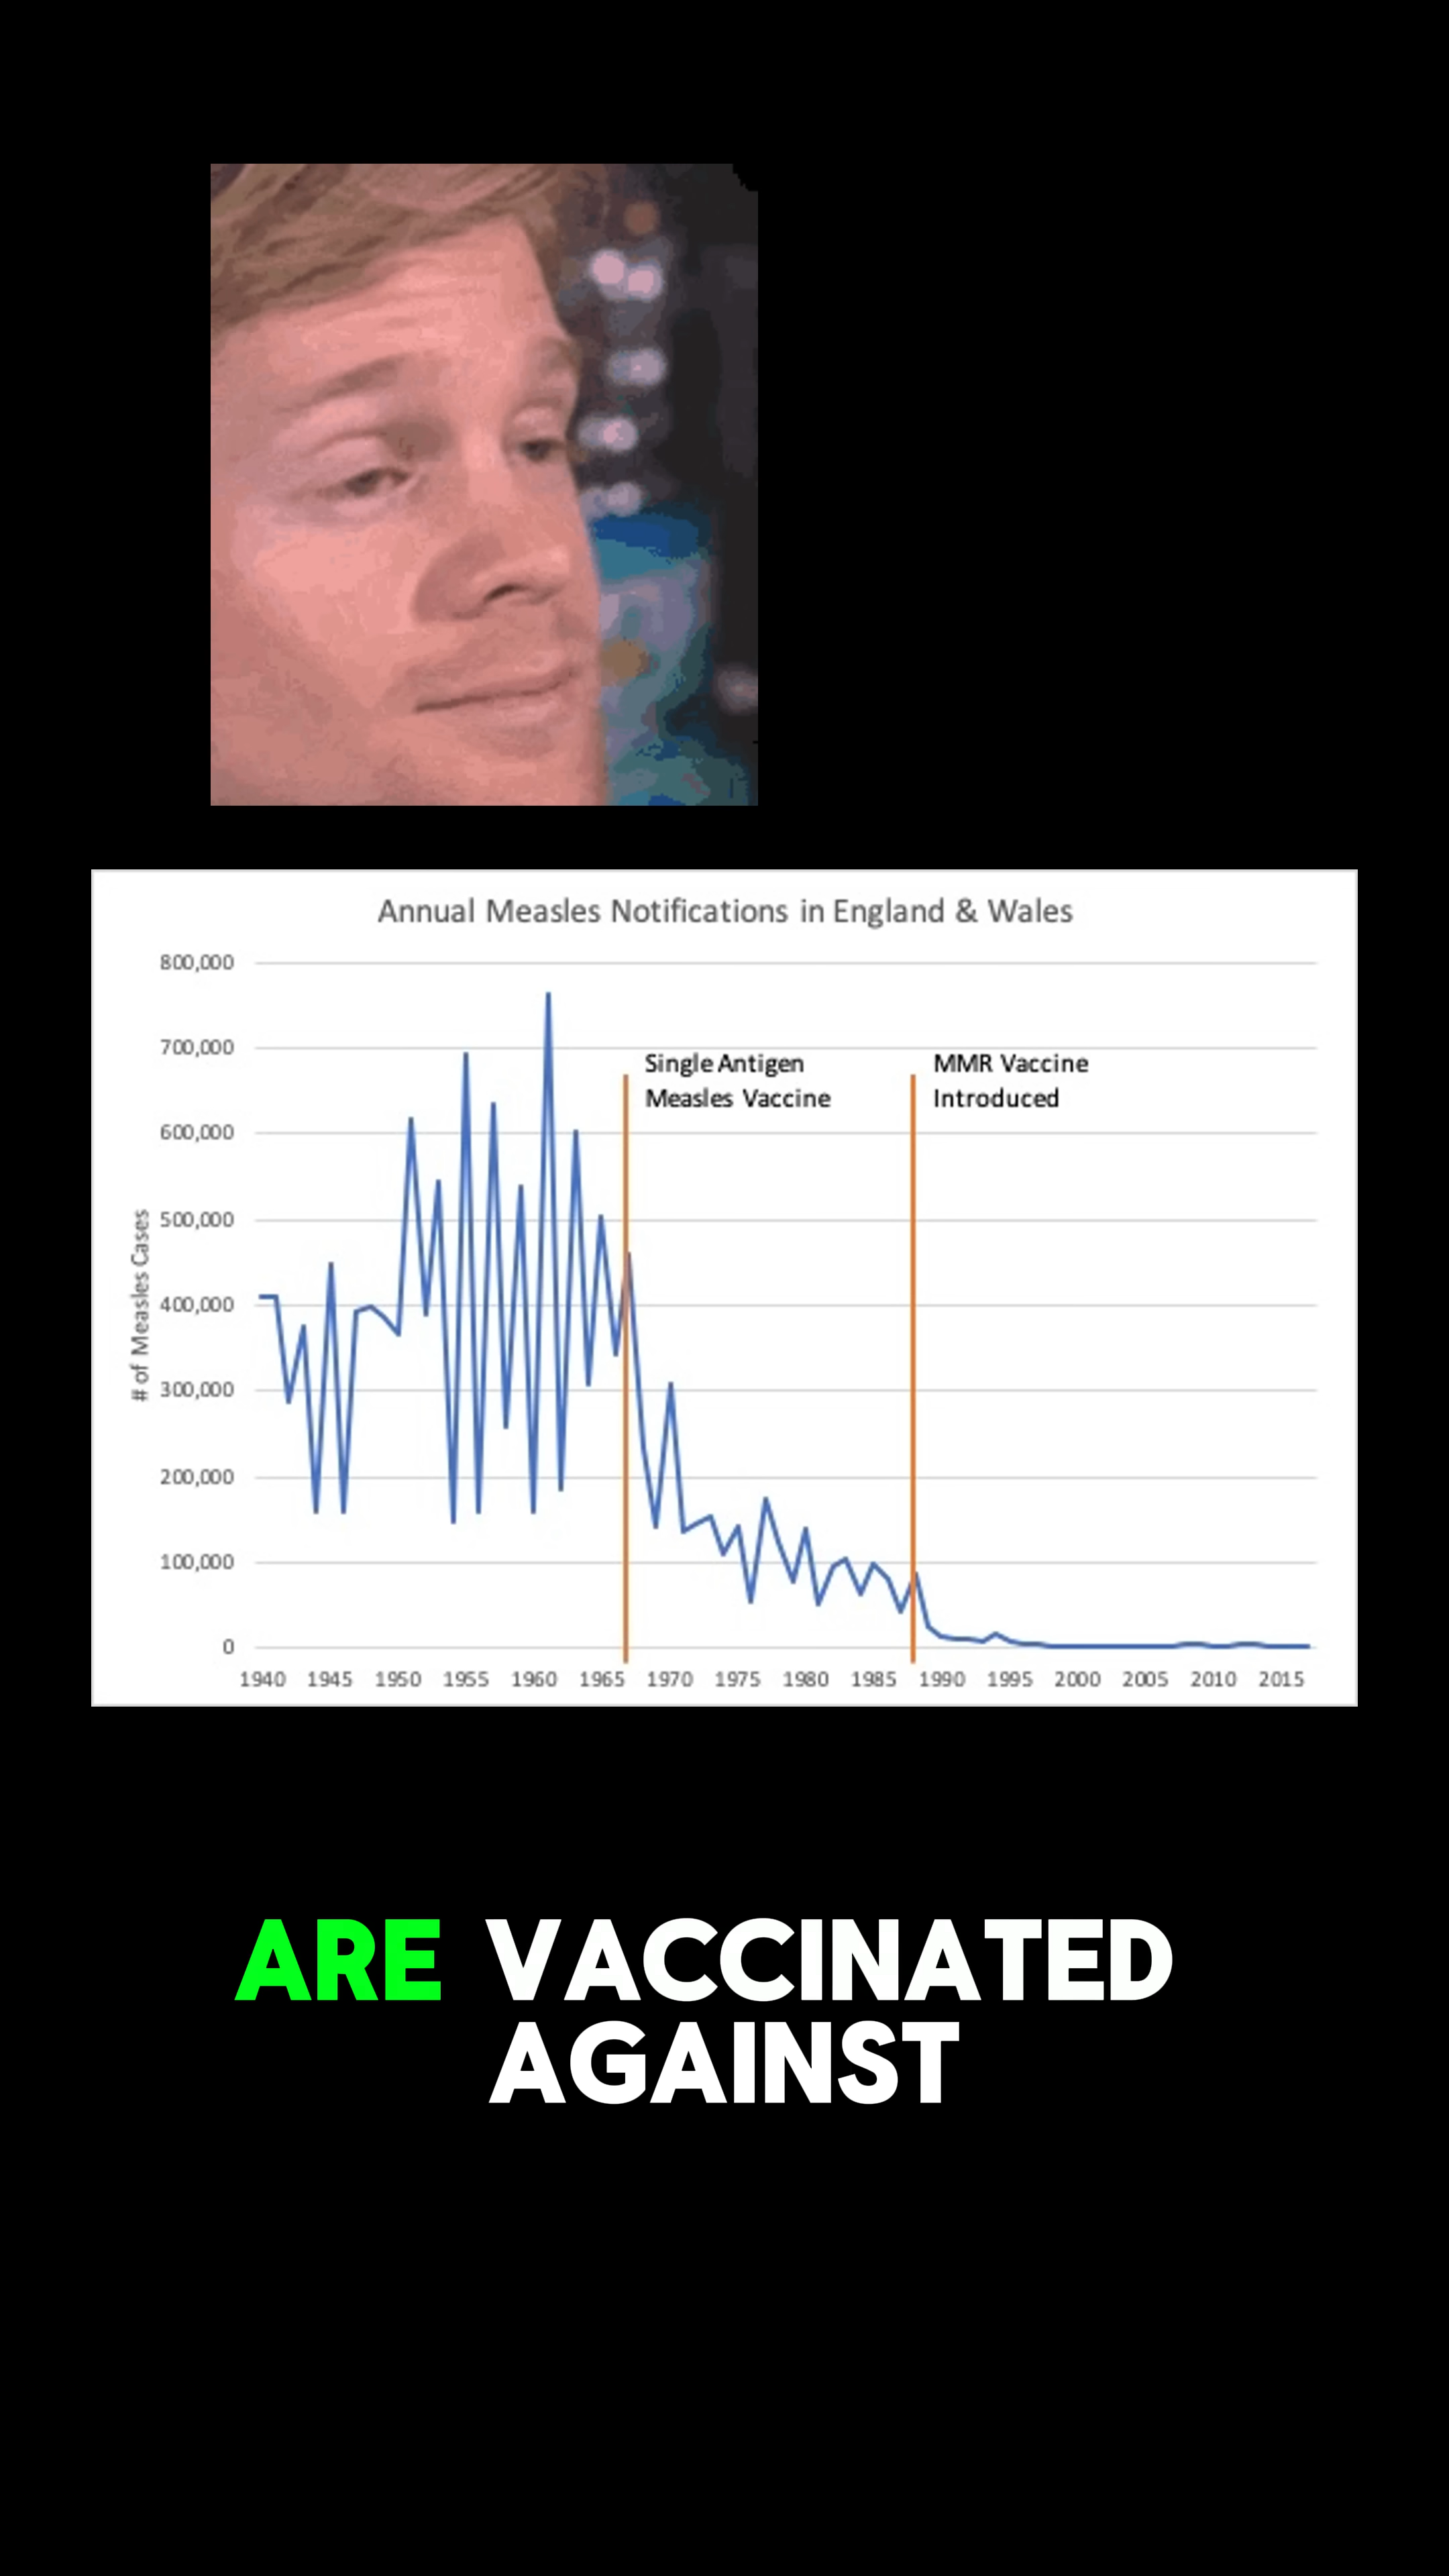 Annual Measles Notifications in England & Wales
800,000
700,000
600,000
500,000
400,000
300,000
200,000
100,000
0
# of Measles Cases
Single Antigen
Measles Vaccine
MMR Vaccine
Introduced
1940 1945 1950 1955 1960 1965 1970 1975 1980 1985 1990 1995 2000 2005 2010 2015
ARE VACCINATED
AGAINST